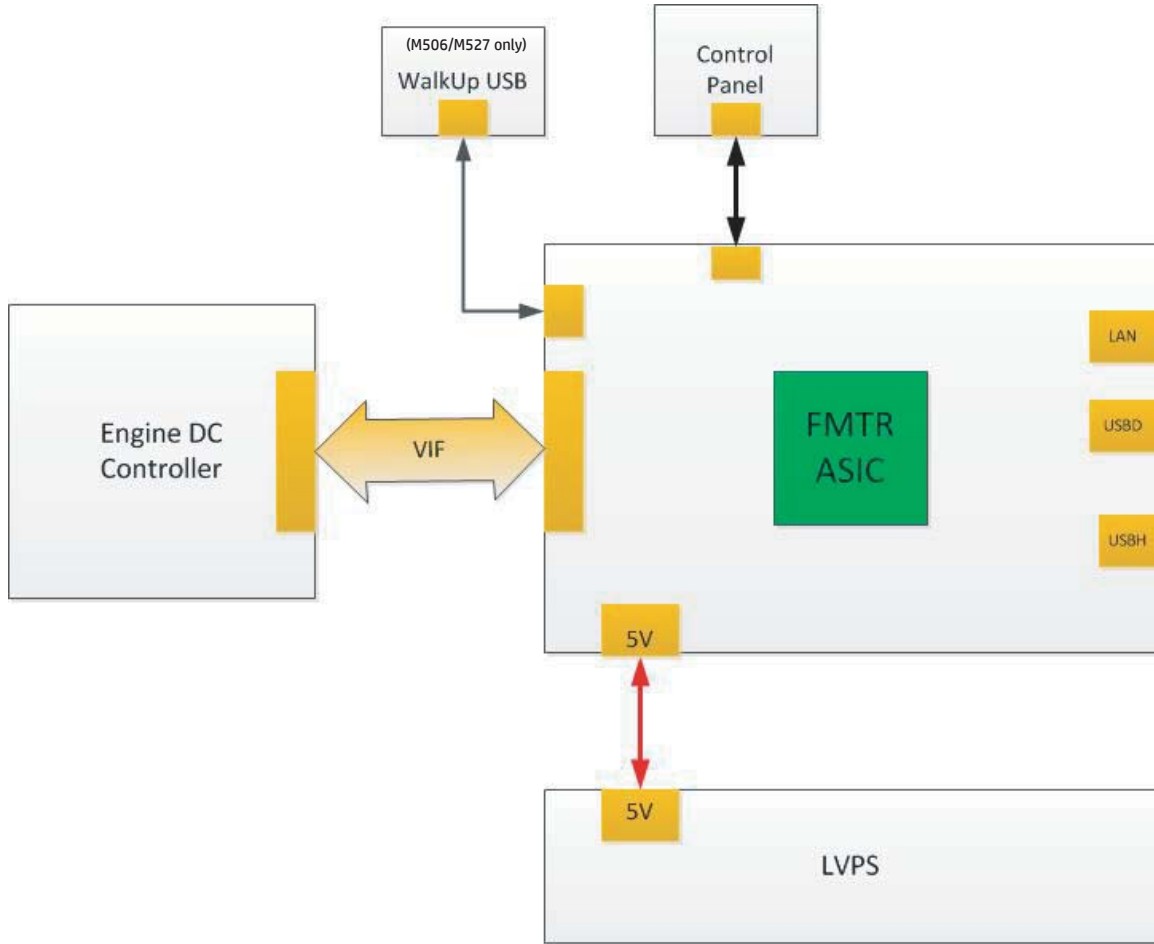 (M506/M527 only)
WalkUp USB
Control
Panel
LAN
FMTR
ASIC
USBD
Engine DC
Controller
VIF
USBH
5V
5V
LVPS